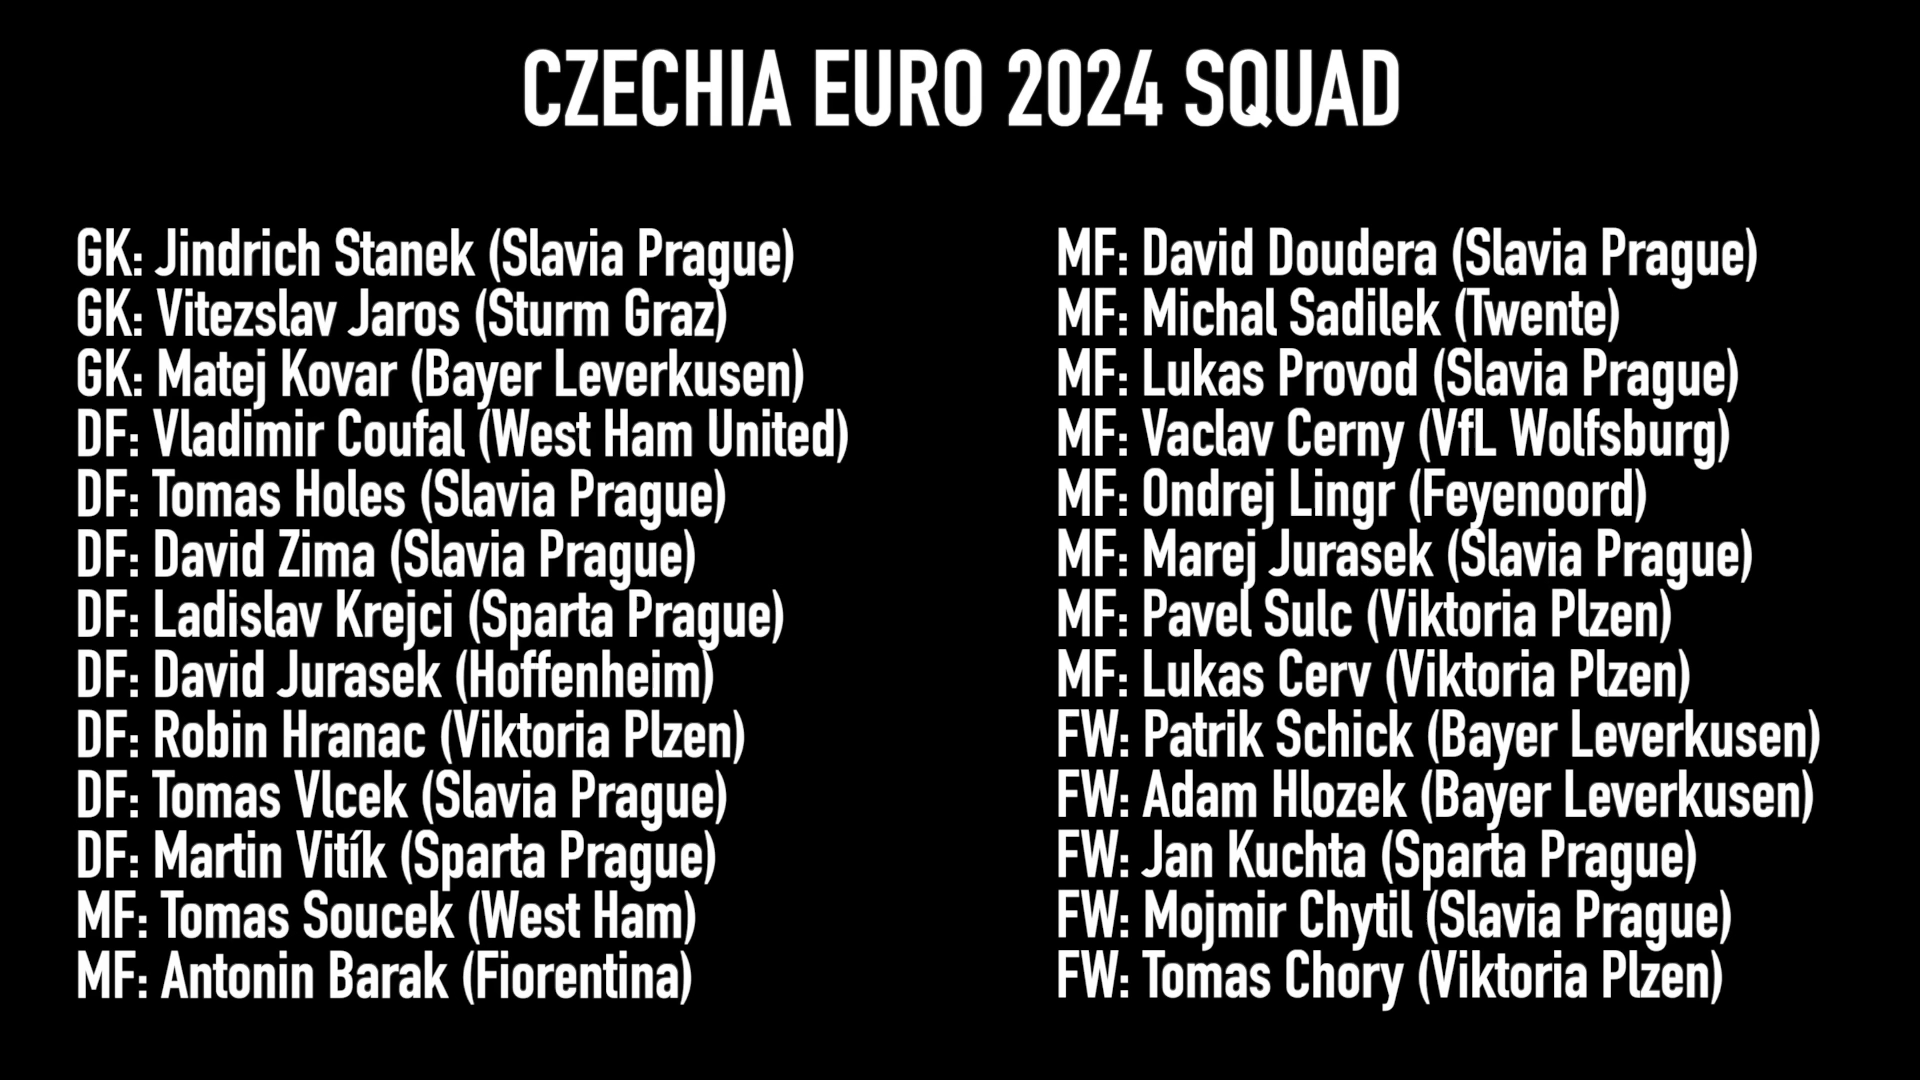 CZECHIA EURO 2024 SQUAD
GK: Jindrich Stanek (Slavia Prague)
GK: Vitezslav Jaros (Sturm Graz)
GK: Matej Kovar (Bayer Leverkusen)
DF: Vladimir Coufal (West Ham United)
DF: Tomas Holes (Slavia Prague)
DF: David Zima (Slavia Prague)
DF: Ladislav Krejci (Sparta Prague)
DF: David Jurasek (Hoffenheim)
DF: Robin Hranac (Viktoria Plzen)
DF: Tomas Vlcek (Slavia Prague)
DF: Martin Vitík (Sparta Prague)
MF: Tomas Soucek (West Ham)
MF: Antonin Barak (Fiorentina)
MF: David Doudera (Slavia Prague)
MF: Michal Sadilek (Twente)
MF: Lukas Provod (Slavia Prague)
MF: Vaclav Cerny (VfL Wolfsburg)
MF: Ondrej Lingr (Feyenoord)
MF: Marej Jurasek (Slavia Prague)
MF: Pavel Sulc (Viktoria Plzen)
MF: Lukas Cerv (Viktoria Plzen)
FW: Patrik Schick (Bayer Leverkusen)
FW: Adam Hlozek (Bayer Leverkusen)
FW: Jan Kuchta (Sparta Prague)
FW: Mojmir Chytil (Slavia Prague)
FW: Tomas Chory (Viktoria Plzen)